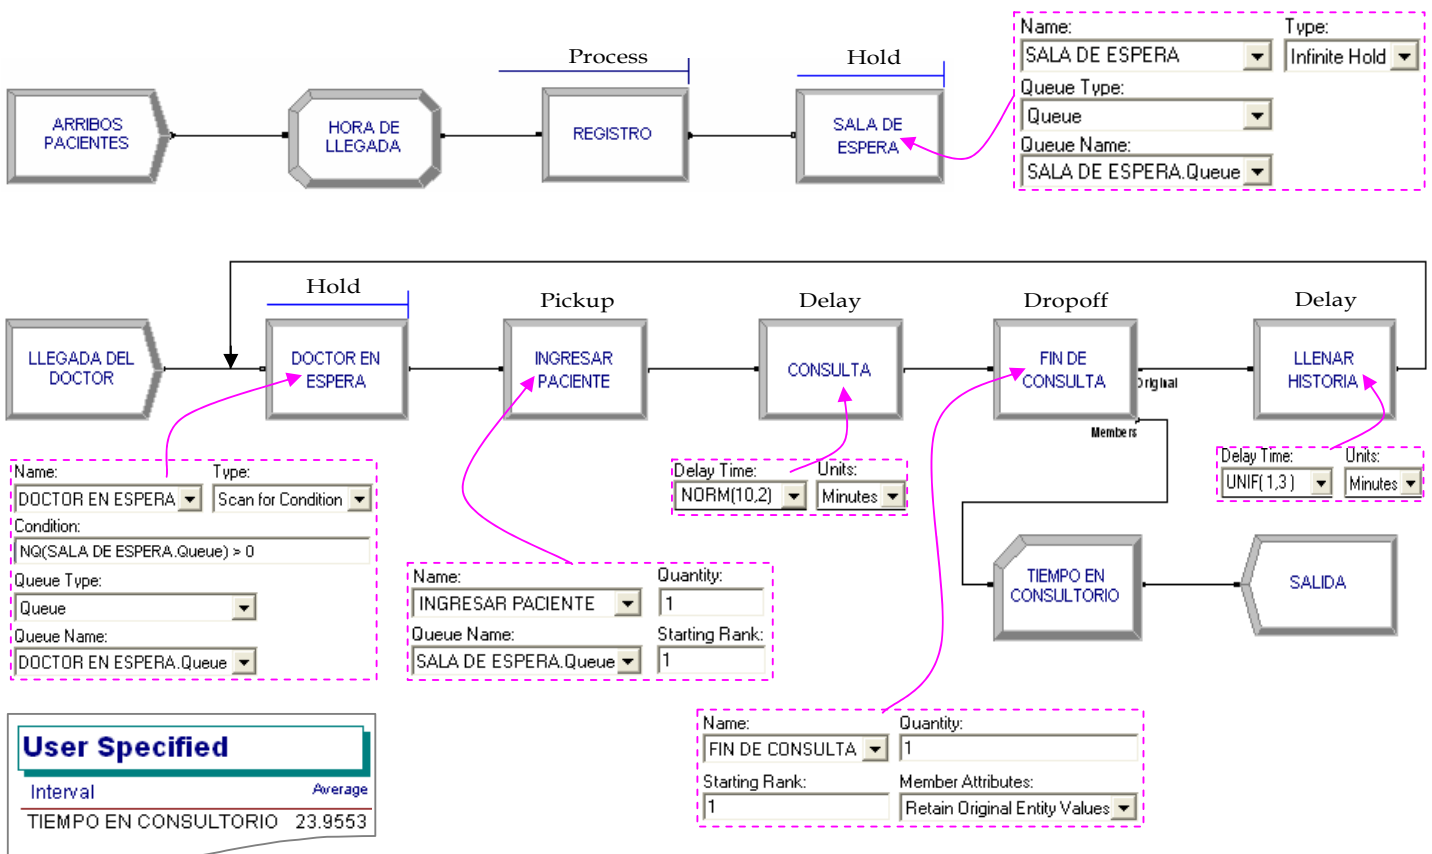 Name:
Type:
SALA DE ESPERA
Infinite Hold
Queue Type:
Queue
Queue Name:
SALA DE ESPERA.Queue
Process
Hold
ARRIBOS
PACIENTES
HORA DE
LLEGADA
REGISTRO
SALA DE
ESPERA
Hold
Pickup
Delay
Dropoff
Delay
LLEGADA DEL
DOCTOR
DOCTOR EN
ESPERA
INGRESAR
PACIENTE
CONSULTA
FIN DE
CONSULTA
Original
Members
LLENAR
HISTORIA
Name:
Type:
DOCTOR EN ESPERA
Scan for Condition
Condition:
NQ(SALA DE ESPERA.Queue) > 0
Queue Type:
Queue
Queue Name:
DOCTOR EN ESPERA.Queue
Delay Time:
Units:
NORM(10,2)
Minutes
Delay Time:
Units:
UNIF( 1,3 )
Minutes
Name:
Quantity:
INGRESAR PACIENTE
1
Queue Name:
Starting Rank:
SALA DE ESPERA.Queue
1
TIEMPO EN
CONSULTORIO
SALIDA
Name:
Quantity:
FIN DE CONSULTA
1
Starting Rank:
Member Attributes:
1
Retain Original Entity Values
User Specified
Interval
Average
TIEMPO EN CONSULTORIO 23.9553